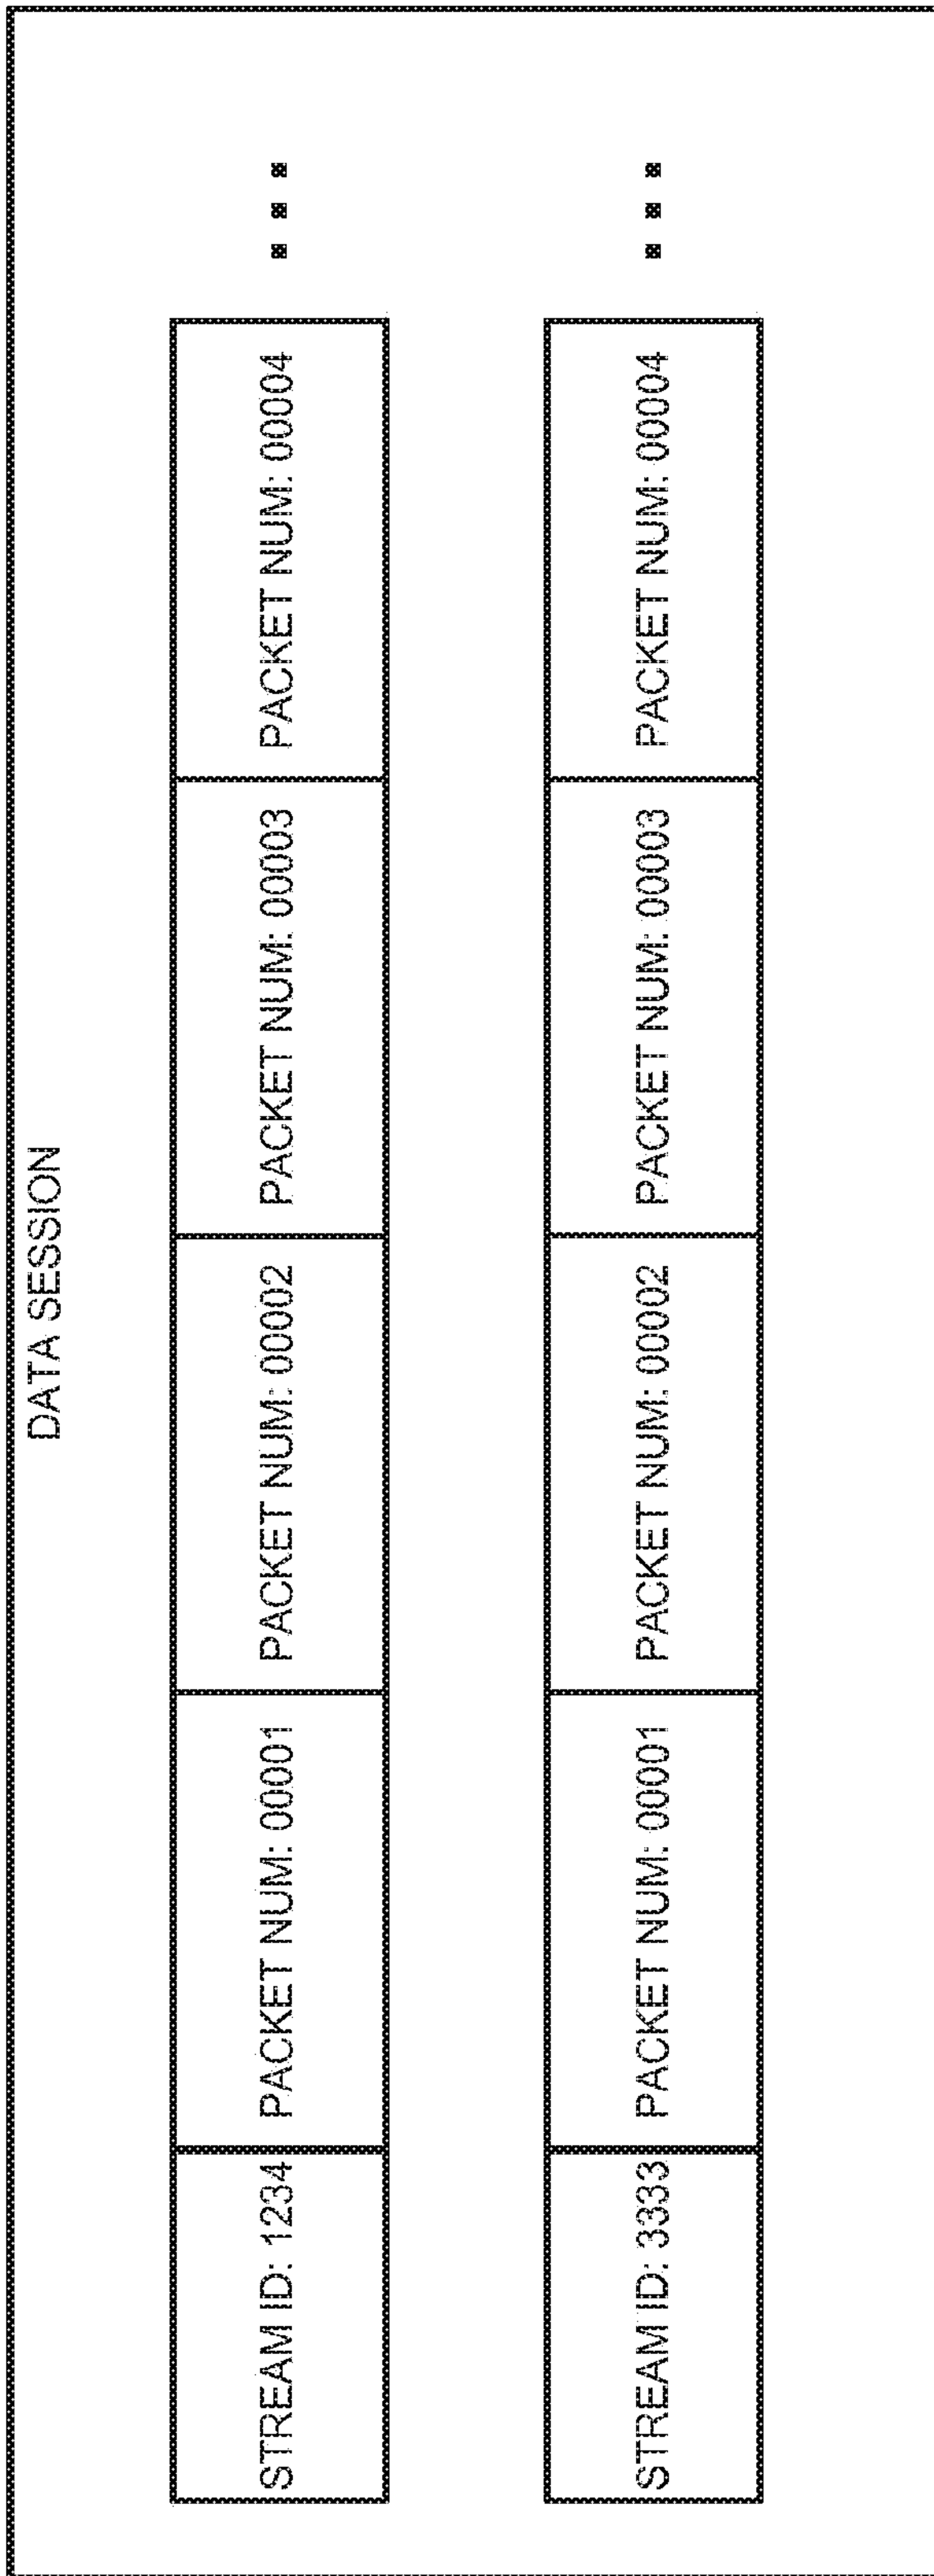 DATA SESSION
STREAM ID: 1234 PACKET NUM: 00001 PACKET NUM: 00002 PACKET NUM: 00003 PACKET NUM: 00004
STREAM ID: 3333 PACKET NUM: 00001 PACKET NUM: 00002 PACKET NUM: 00003 PACKET NUM: 00004